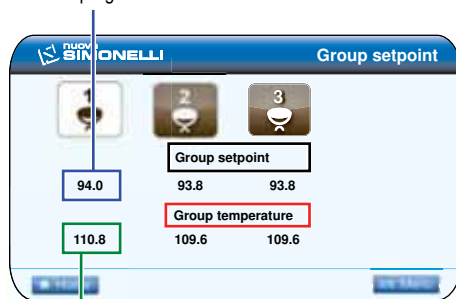 nuova
SIMONELLI
Group setpoint
1 2 3
Group setpoint
94.0 93.8 93.8
Group temperature
110.8 109.6 109.6
Menu